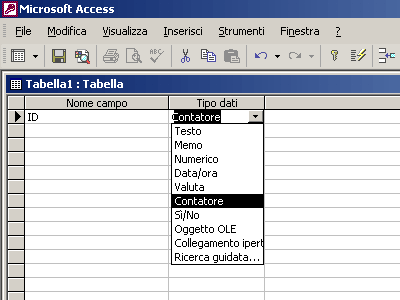 Microsoft Access
File Modifica Visualizza Inserisci Strumenti Finestra ?
Tabella1 : Tabella
Nome campo Tipo dati
ID Contatore
Testo
Memo
Numerico
Data/ora
Valuta
Contatore
Sì/No
Oggetto OLE
Collegamento ipert
Ricerca guidata...